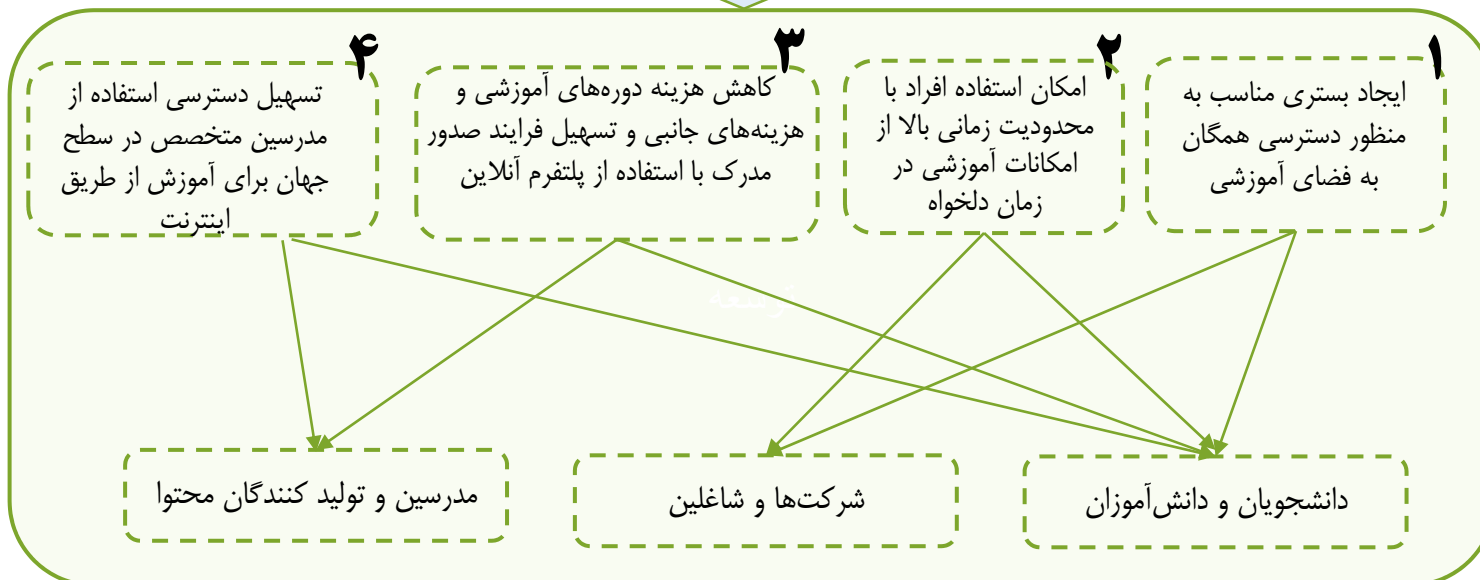 ۱
ایجاد بستری مناسب به
منظور دسترسی همگان
به فضای آموزشی
۲
امکان استفاده افراد با
محدودیت زمانی بالا از
امکانات آموزشی در
زمان دلخواه
۳
کاهش هزینه دوره‌های آموزشی و
هزینه‌های جانبی و تسهیل فرایند صدور
مدرک با استفاده از پلتفرم آنلاین
۴
تسهیل دسترسی استفاده از
مدرسین متخصص در سطح
جهان برای آموزش از طریق
اینترنت
دانشجویان و دانش‌آموزان
شرکت‌ها و شاغلین
مدرسین و تولید کنندگان محتوا